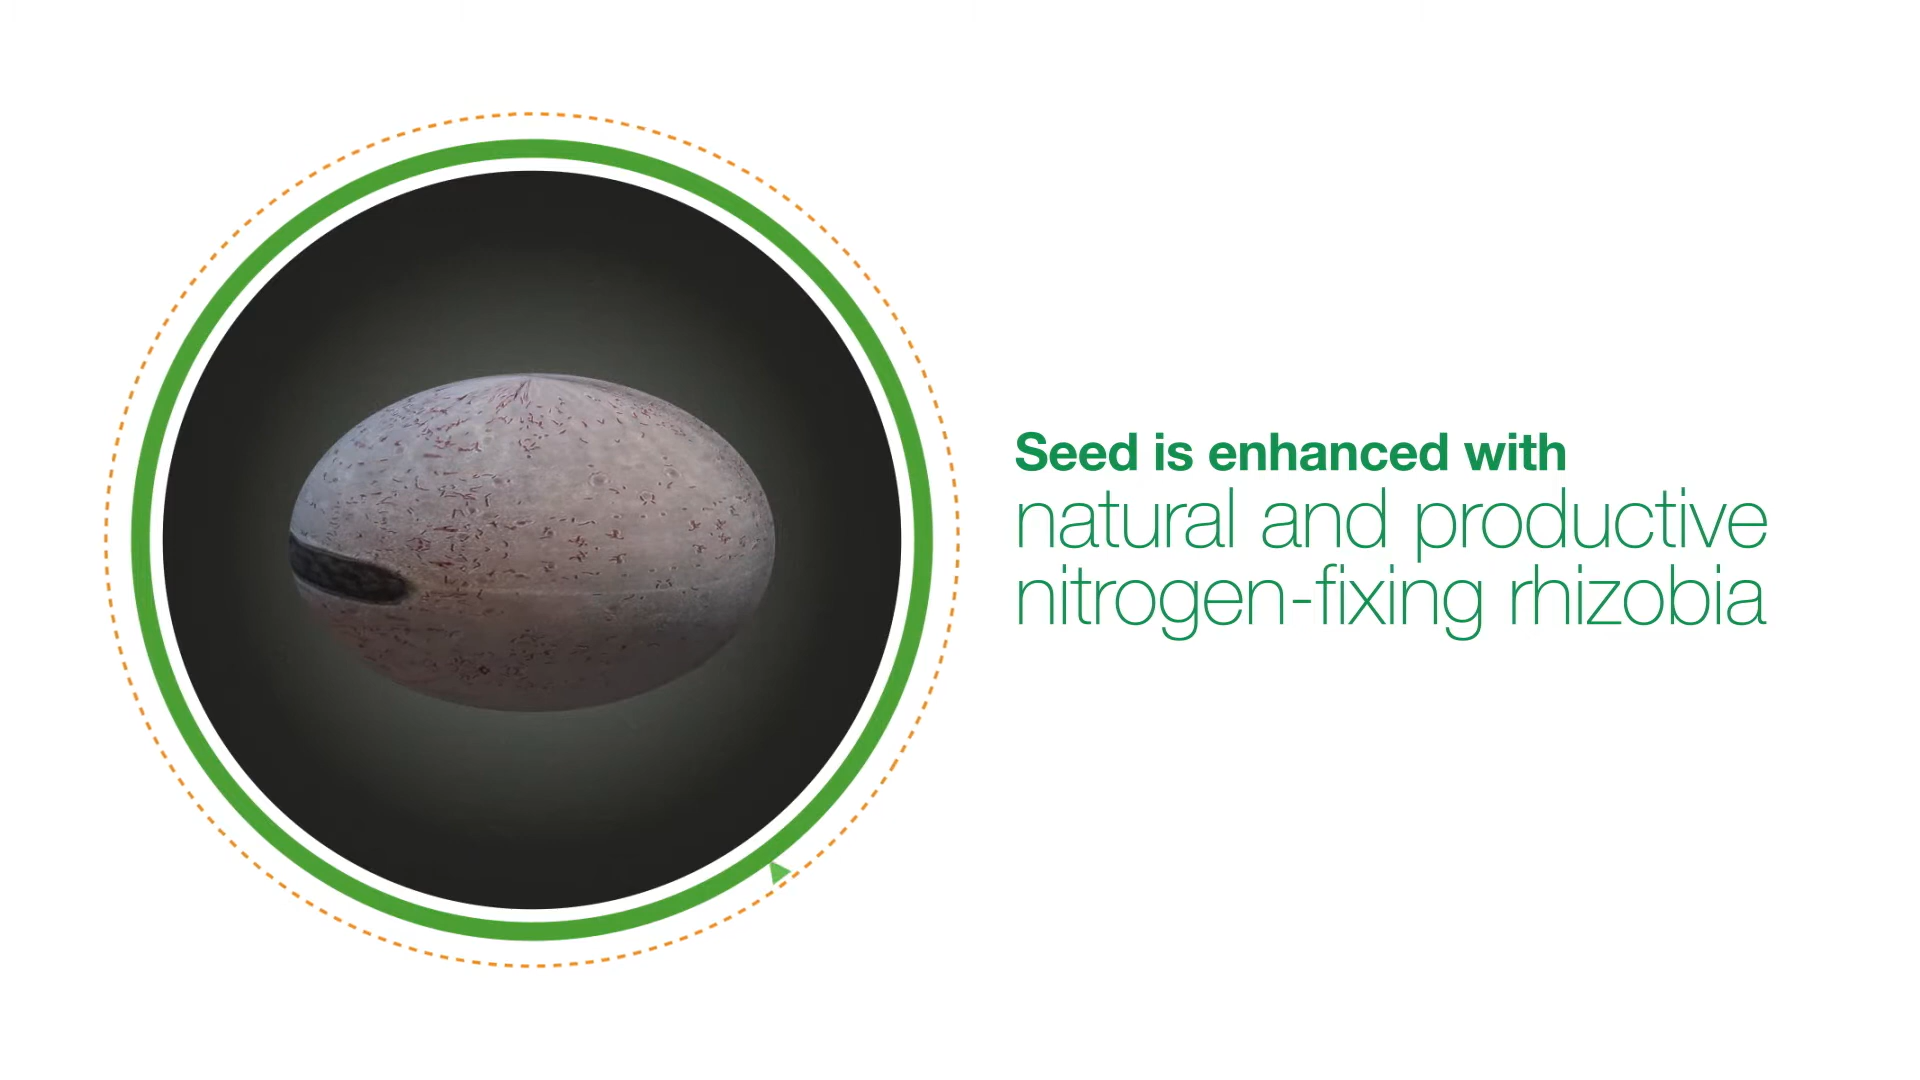 Seed is enhanced with
natural and productive
nitrogen-fixing rhizobia